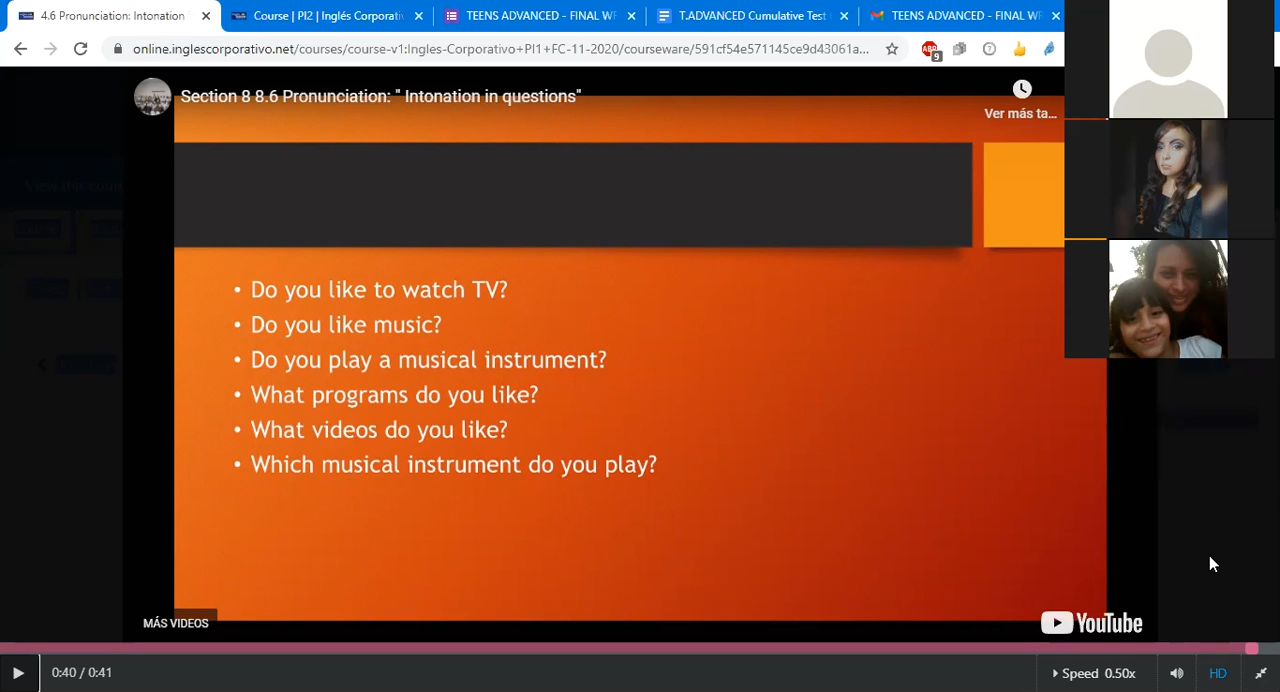 4.6 Pronunciation: Intonation
Course | PI2 | Inglés Corporativ
TEENS ADVANCED - FINAL WR
T.ADVANCED Cumulative Test
TEENS ADVANCED - FINAL WR
online.inglescorporativo.net/courses/course-v1:Ingles-Corporativo+PI1+FC-11-2020/courseware/591cf54e571145ce9d43061a...
ABP
9
Section 8 8.6 Pronunciation: " Intonation in questions"
Ver más ta...
• Do you like to watch TV?
• Do you like music?
• Do you play a musical instrument?
• What programs do you like?
• What videos do you like?
• Which musical instrument do you play?
MÁS VIDEOS
YouTube
0:40 / 0:41
Speed 0.50x
HD